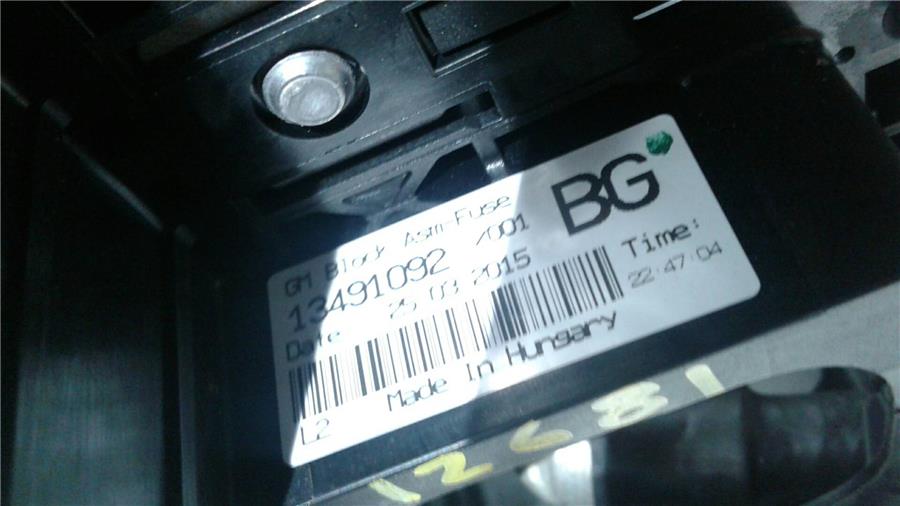 GM Block Asm-Fuse
13491092 /001
BG
Date 25 03 2015
Time:
22:47:04
Made In Hungary
L2
12681